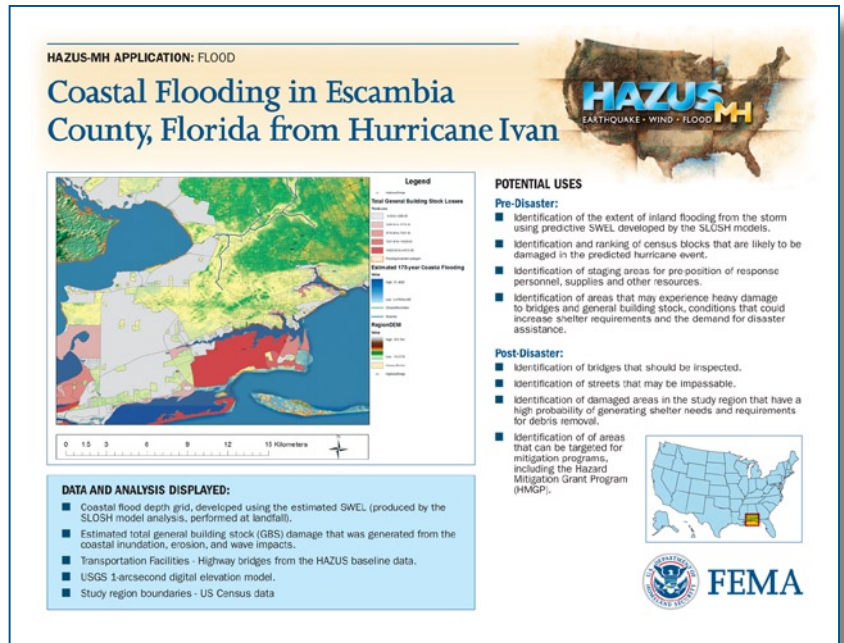 HAZUS-MH APPLICATION: FLOOD
Coastal Flooding in Escambia
County, Florida from Hurricane Ivan
HAZUS
MH
EARTHQUAKE • WIND • FLOOD
Legend
Total General Building Stock Losses
Estimated 175-year Coastal Flooding
RegionDEM
0 1.5 3 6 9 12 15 Kilometers
DATA AND ANALYSIS DISPLAYED:
Coastal flood depth grid, developed using the estimated SWEL (produced by the
SLOSH model analysis, performed at landfall).
Estimated total general building stock (GBS) damage that was generated from the
coastal inundation, erosion, and wave impacts.
Transportation Facilities - Highway bridges from the HAZUS baseline data.
USGS 1-arcsecond digital elevation model.
Study region boundaries - US Census data
POTENTIAL USES
Pre-Disaster:
Identification of the extent of inland flooding from the storm
using predictive SWEL developed by the SLOSH models.
Identification and ranking of census blocks that are likely to be
damaged in the predicted hurricane event.
Identification of staging areas for pre-position of response
personnel, supplies and other resources.
Identification of areas that may experience heavy damage
to bridges and general building stock, conditions that could
increase shelter requirements and the demand for disaster
assistance.
Post-Disaster:
Identification of bridges that should be inspected.
Identification of streets that may be impassable.
Identification of damaged areas in the study region that have a
high probability of generating shelter needs and requirements
for debris removal.
Identification of of areas
that can be targeted for
mitigation programs,
including the Hazard
Mitigation Grant Program
(HMGP).
U.S. DEPARTMENT OF
HOMELAND SECURITY
FEMA